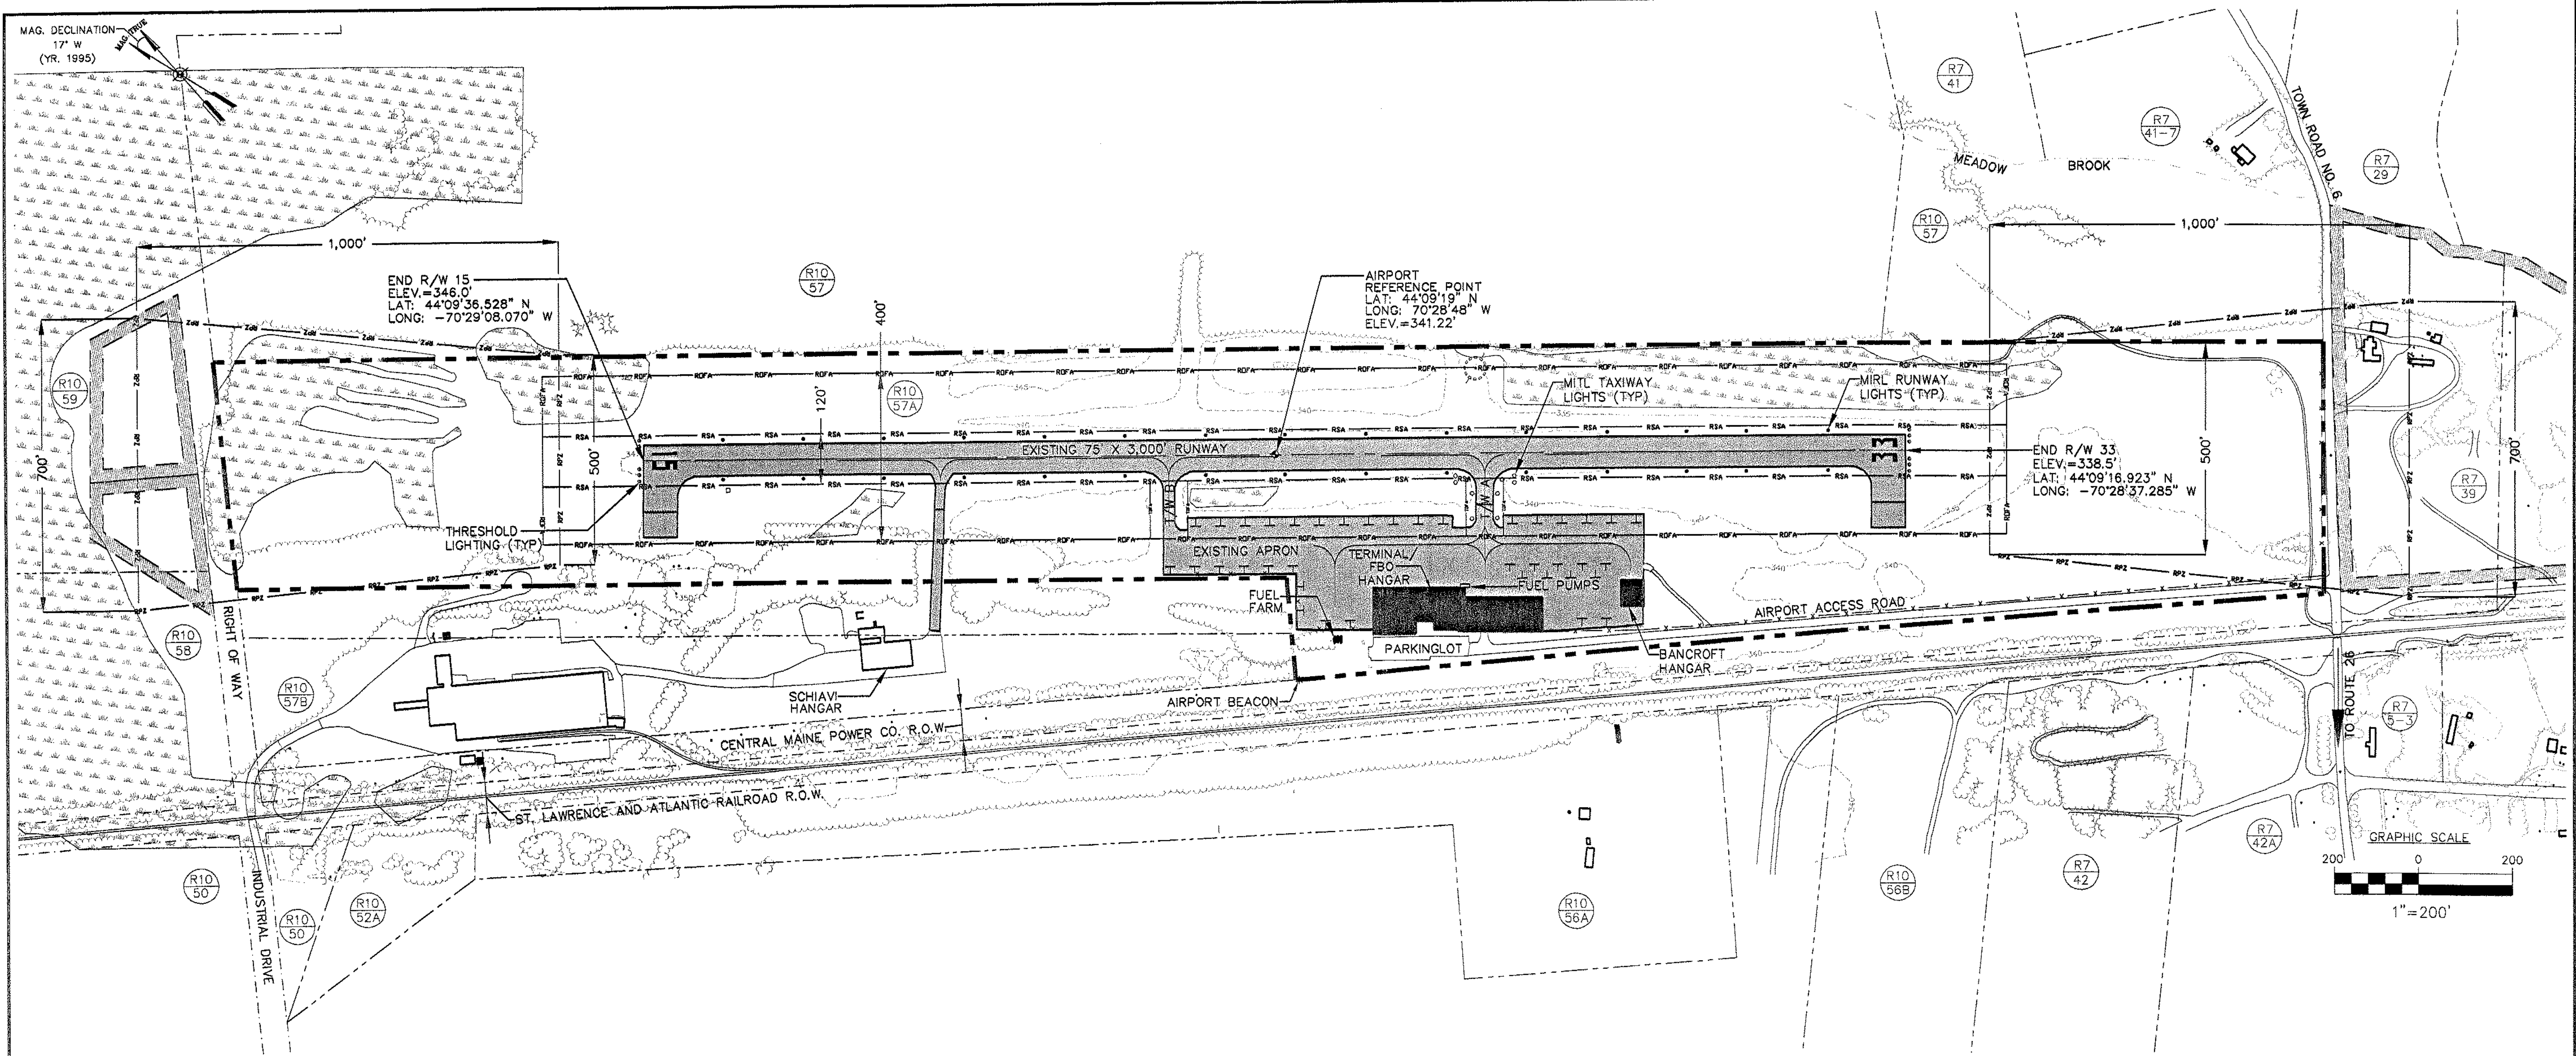 MAG. DECLINATION
17° W
(YR. 1995)
MAG
TRUE
1,000'
END R/W 15
ELEV.=346.0'
LAT: 44°09'36.528" N
LONG: -70°29'08.070" W
R10
57
400'
AIRPORT
REFERENCE POINT
LAT: 44°09'19" N
LONG: 70°28'48" W
ELEV.=341.22'
R7
41
R7
41-7
MEADOW BROOK
TOWN ROAD NO. 6
R7
29
R10
57
1,000'
700'
R10
59
RPZ
500'
ROFA
120'
R10
57A
RSA
MITL TAXIWAY
LIGHTS (TYP)
MIRL RUNWAY
LIGHTS (TYP)
15
EXISTING 75' X 3,000' RUNWAY
33
END R/W 33
ELEV.=338.5'
LAT: 44°09'16.923" N
LONG: -70°28'37.285" W
500'
700'
R7
39
THRESHOLD
LIGHTING (TYP)
T/W B
T/W A
EXISTING APRON
TERMINAL/
FBO
HANGAR
FUEL PUMPS
FUEL
FARM
AIRPORT ACCESS ROAD
PARKINGLOT
BANCROFT
HANGAR
R10
58
RIGHT OF WAY
R10
57B
SCHIAVI
HANGAR
AIRPORT BEACON
CENTRAL MAINE POWER CO. R.O.W.
ST. LAWRENCE AND ATLANTIC RAILROAD R.O.W.
TO ROUTE 26
R7
5-3
R10
50
INDUSTRIAL DRIVE
R10
50
R10
52A
R10
56A
R10
56B
R7
42
R7
42A
GRAPHIC SCALE
200 0 200
1"=200'